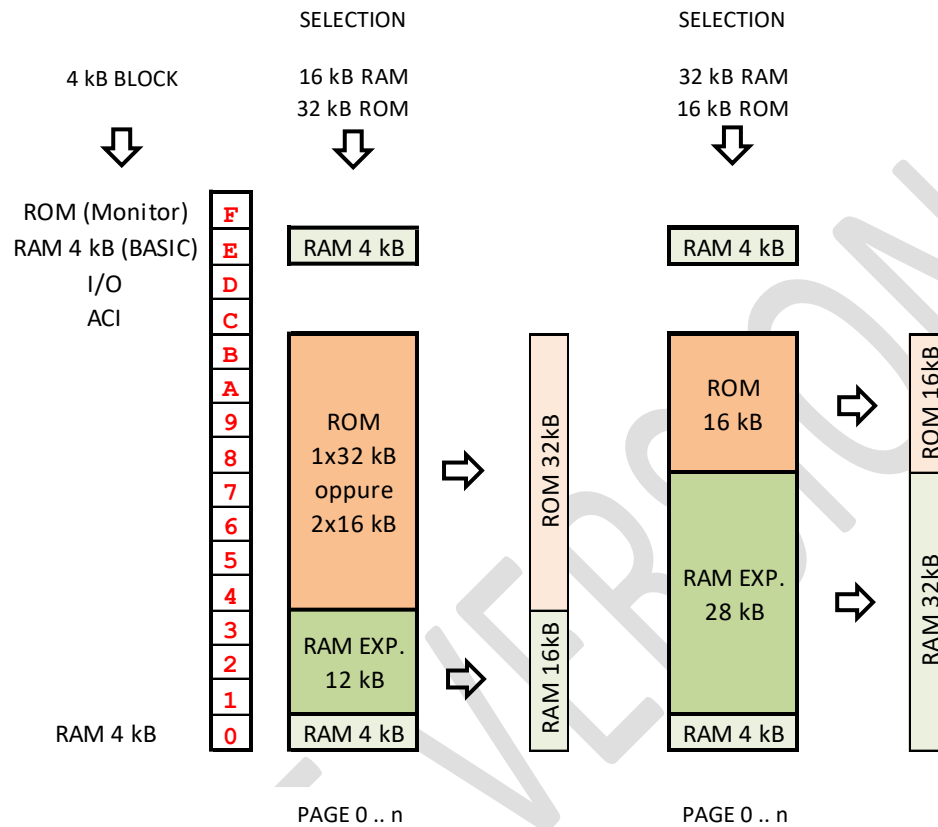 SELECTION
SELECTION
4 kB BLOCK
16 kB RAM
32 kB ROM
32 kB RAM
16 kB ROM
ROM (Monitor)
F
RAM 4 kB (BASIC)
E
RAM 4 kB
RAM 4 kB
I/O
D
ACI
C
B
A
9
8
7
6
5
4
3
2
1
RAM 4 kB
0
ROM
1x32 kB
oppure
2x16 kB
RAM EXP.
12 kB
RAM 4 kB
ROM 32kB
RAM 16kB
ROM
16 kB
RAM EXP.
28 kB
RAM 4 kB
ROM 16kB
RAM 32kB
PAGE 0 .. n
PAGE 0 .. n
VERSION